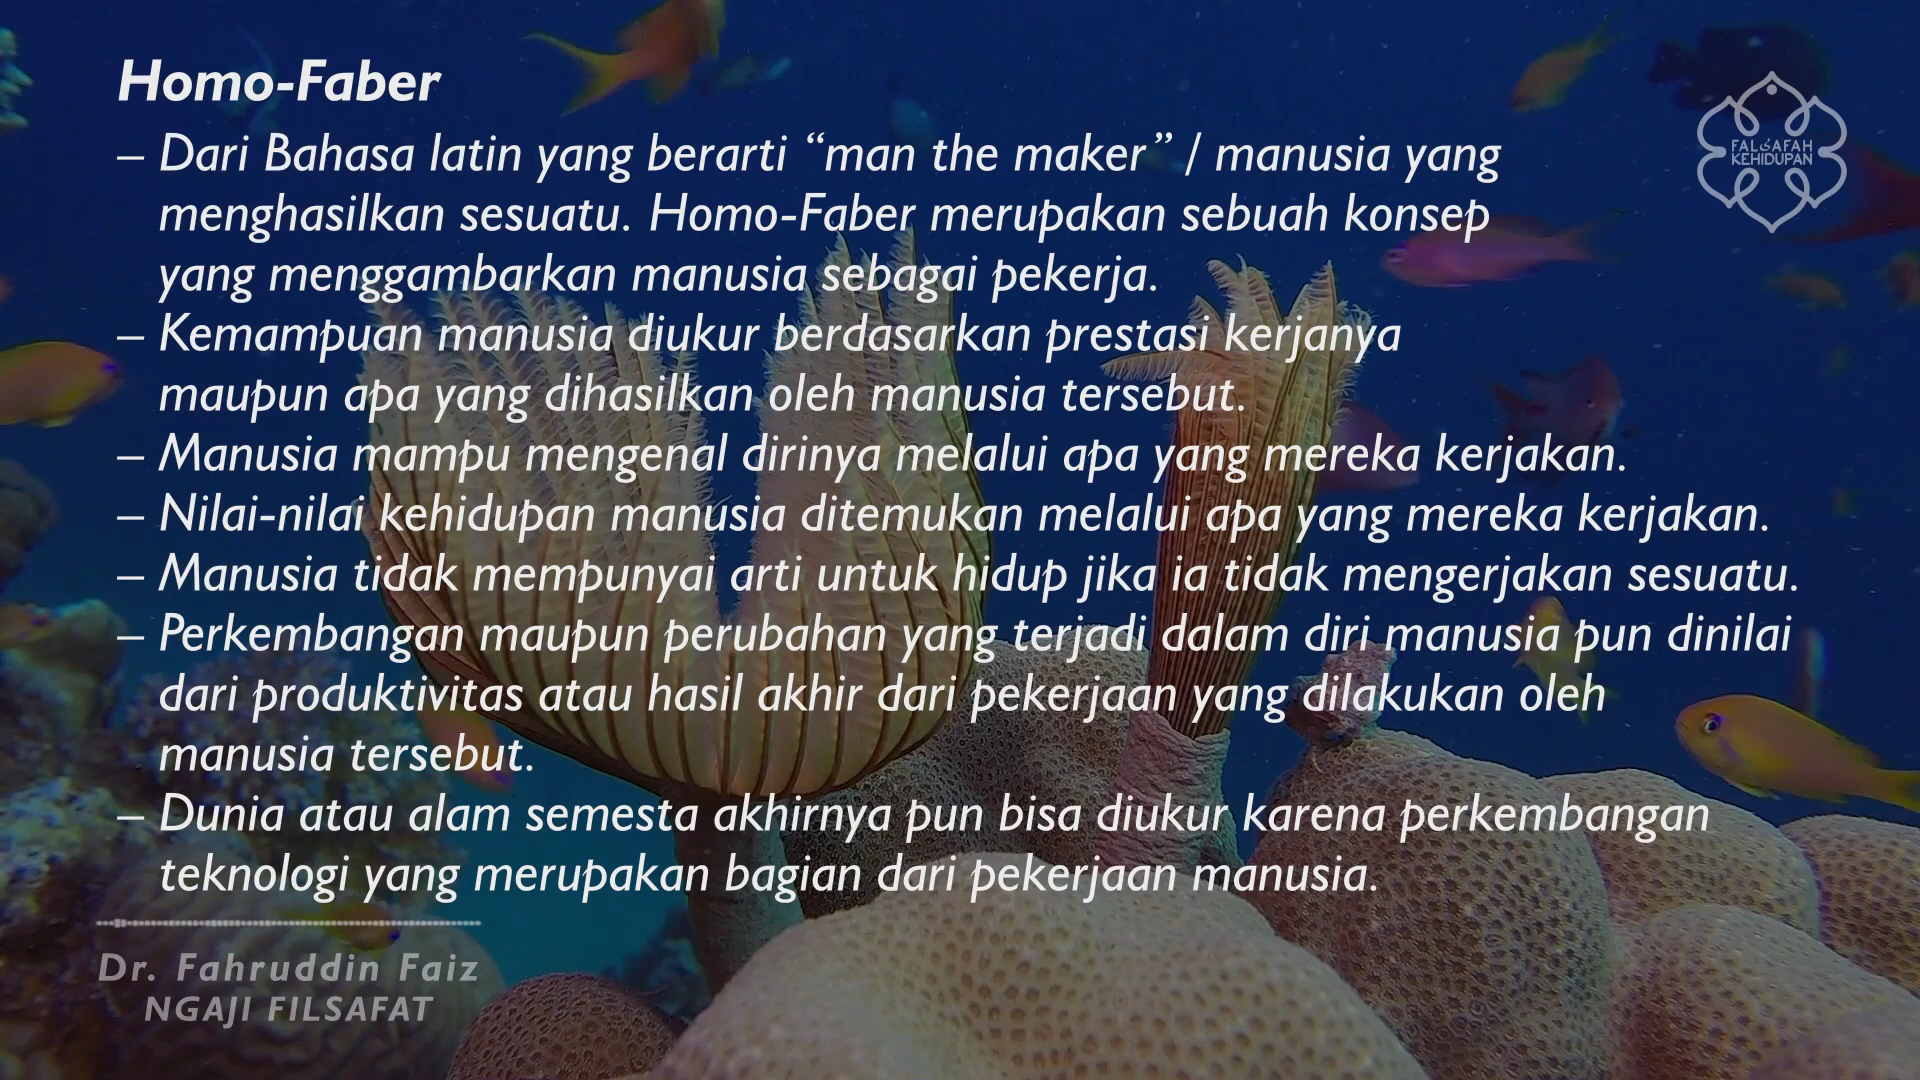 Homo-Faber
– Dari Bahasa latin yang berarti “man the maker” / manusia yang
menghasilkan sesuatu. Homo-Faber merupakan sebuah konsep
yang menggambarkan manusia sebagai pekerja.
– Kemampuan manusia diukur berdasarkan prestasi kerjanya
maupun apa yang dihasilkan oleh manusia tersebut.
– Manusia mampu mengenal dirinya melalui apa yang mereka kerjakan.
– Nilai-nilai kehidupan manusia ditemukan melalui apa yang mereka kerjakan.
– Manusia tidak mempunyai arti untuk hidup jika ia tidak mengerjakan sesuatu.
– Perkembangan maupun perubahan yang terjadi dalam diri manusia pun dinilai
dari produktivitas atau hasil akhir dari pekerjaan yang dilakukan oleh
manusia tersebut.
– Dunia atau alam semesta akhirnya pun bisa diukur karena perkembangan
teknologi yang merupakan bagian dari pekerjaan manusia.
FALSAFAH
KEHIDUPAN
Dr. Fahruddin Faiz
NGAJI FILSAFAT